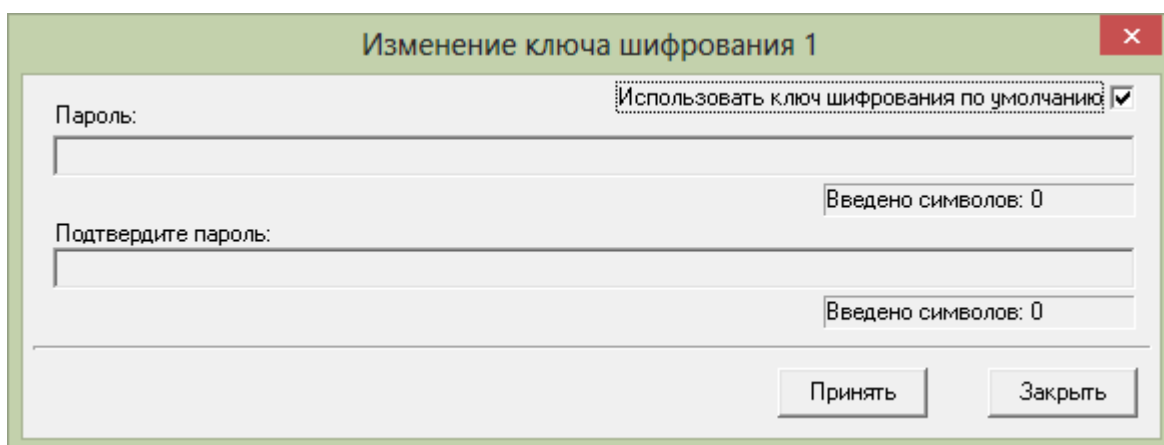 Изменение ключа шифрования 1
Использовать ключ шифрования по умолчанию
Пароль:
Введено символов: 0
Подтвердите пароль:
Введено символов: 0
Принять
Закрыть